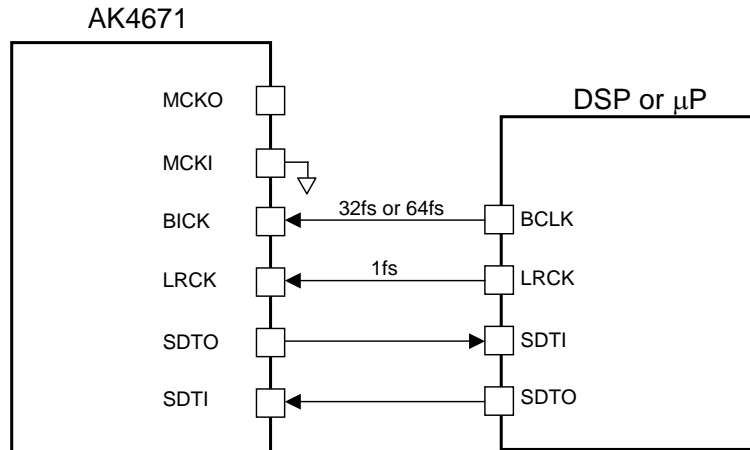 AK4671
DSP or μP
MCKO
MCKI
BICK
32fs or 64fs
BCLK
LRCK
1fs
LRCK
SDTO
SDTI
SDTI
SDTO